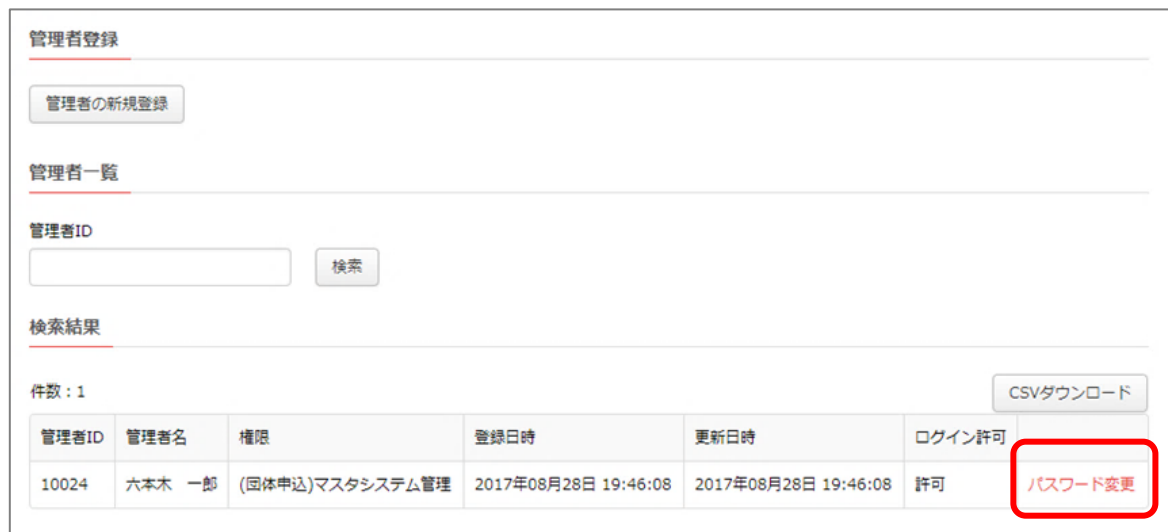 管理者登録
管理者の新規登録
管理者一覧
管理者ID
検索
検索結果
件数：1
CSVダウンロード
管理者ID 管理者名 権限 登録日時 更新日時 ログイン許可
10024 六本木　一郎 (団体申込)マスタシステム管理 2017年08月28日 19:46:08 2017年08月28日 19:46:08 許可 パスワード変更